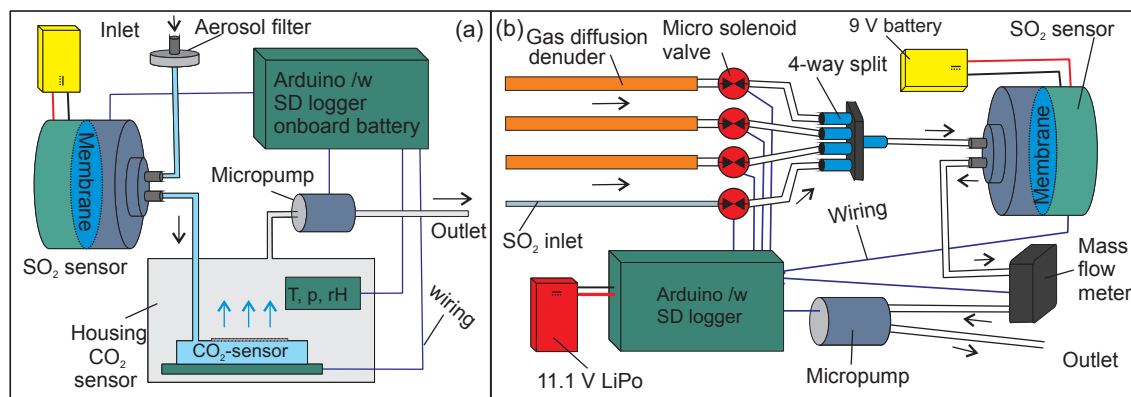 Inlet
Aerosol filter
(a)
Arduino /w
SD logger
onboard battery
Membrane
Micropump
Outlet
SO₂ sensor
T, p, rH
wiring
Housing
CO₂
sensor
CO₂-sensor
(b)
Gas diffusion
denuder
Micro solenoid
valve
9 V battery
SO₂ sensor
4-way split
Membrane
Wiring
SO₂ inlet
Mass
flow
meter
Arduino /w
SD logger
11.1 V LiPo
Micropump
Outlet